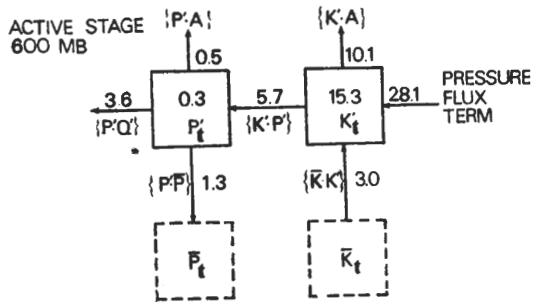 ACTIVE STAGE
600 MB
{P'·A}
{K'·A}
0.5
10.1
PRESSURE
FLUX
TERM
3.6
0.3
5.7
15.3
28.1
{P'Q'}
P't
{K'·P'}
K't
{P'P̅}
1.3
{K̅·K'}
3.0
P̅t
K̅t